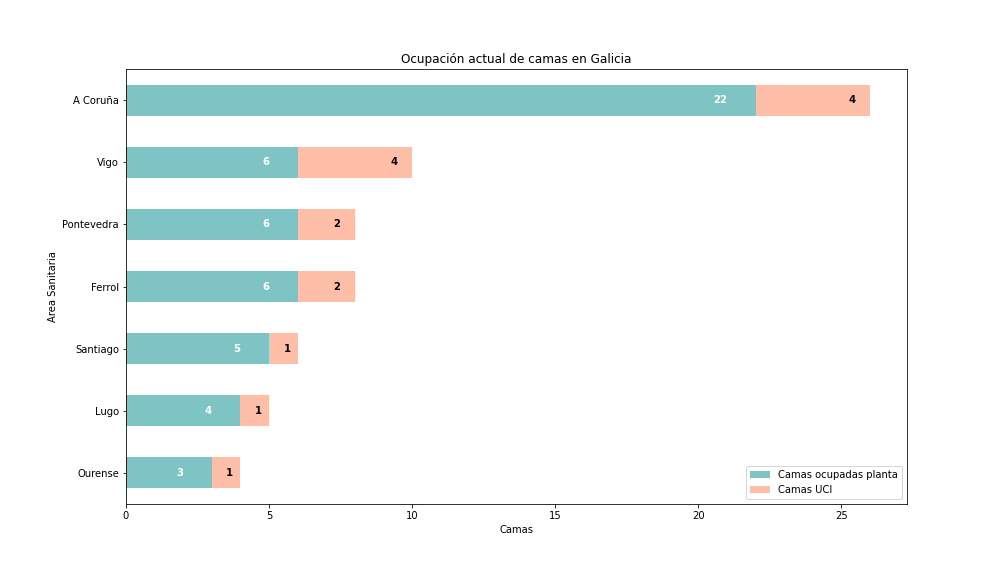 Ocupación actual de camas en Galicia
A Coruña 22 4
Vigo 6 4
Pontevedra 6 2
Ferrol 6 2
Santiago 5 1
Lugo 4 1
Ourense 3 1
Area Sanitaria
Camas ocupadas planta
Camas UCI
0 5 10 15 20 25
Camas